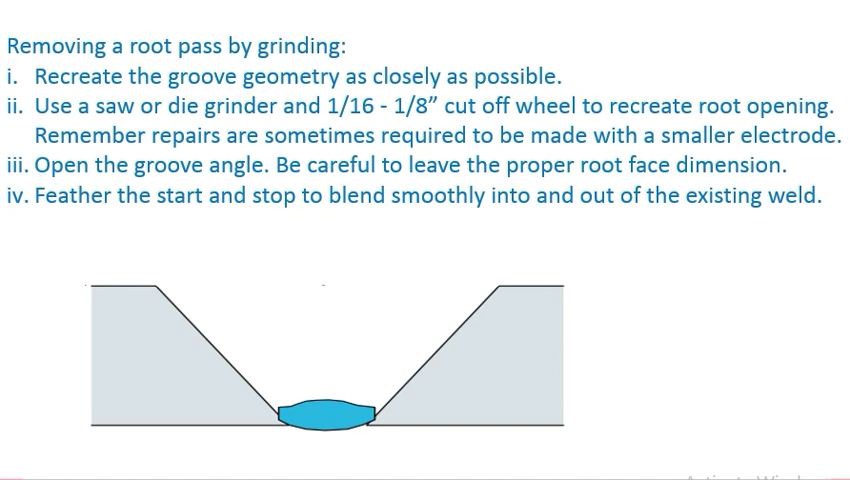 Removing a root pass by grinding:
i. Recreate the groove geometry as closely as possible.
ii. Use a saw or die grinder and 1/16 - 1/8” cut off wheel to recreate root opening.
Remember repairs are sometimes required to be made with a smaller electrode.
iii. Open the groove angle. Be careful to leave the proper root face dimension.
iv. Feather the start and stop to blend smoothly into and out of the existing weld.